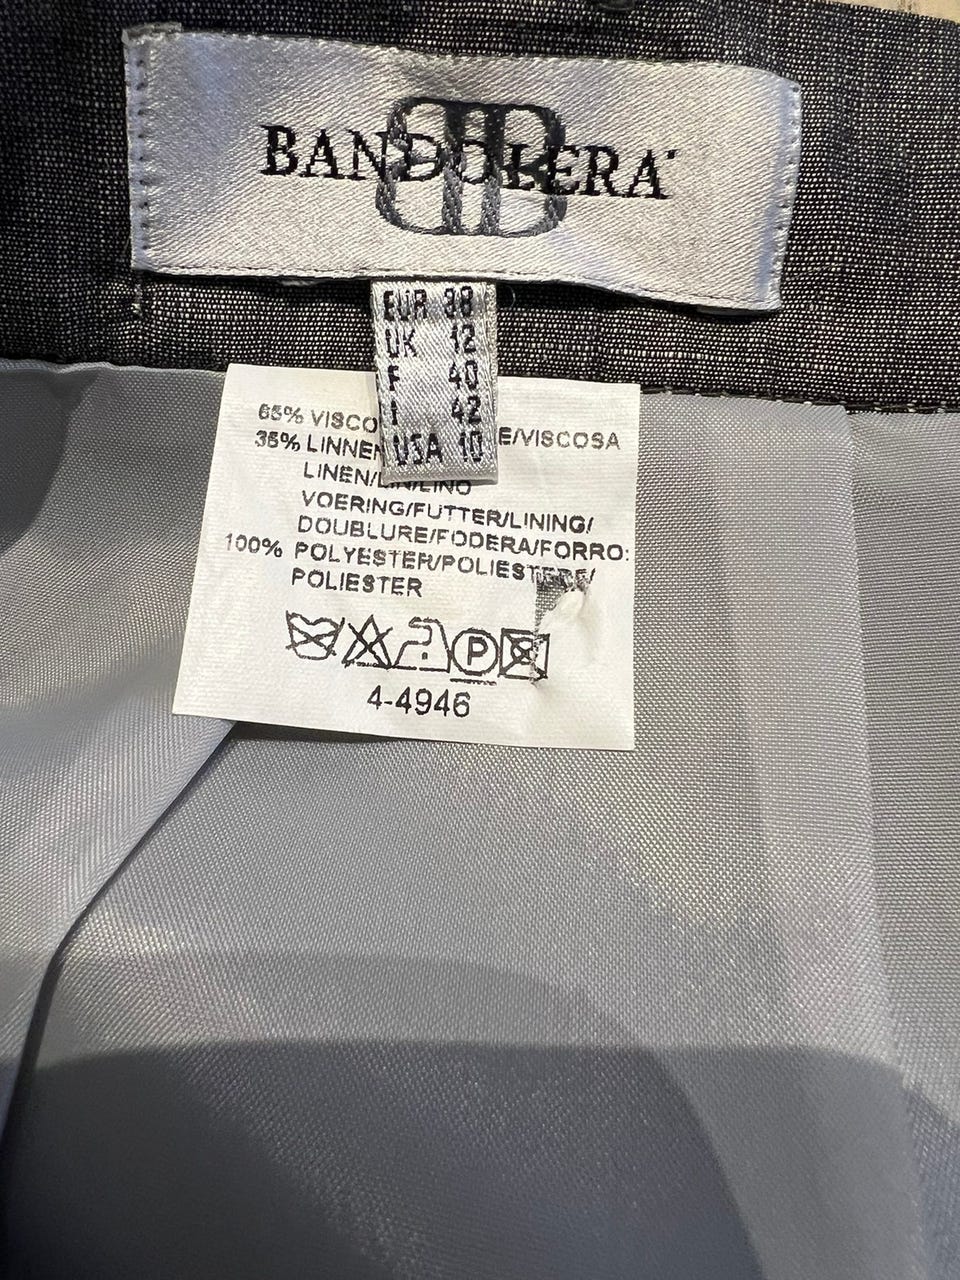 BANDOLERA
EUR 38
UK 12
F 40
I 42
USA 10
65% VISCO E/VISCOSA
35% LINNEN
LINEN/LIN/LINO
VOERING/FUTTER/LINING/
DOUBLURE/FODERA/FORRO:
100% POLYESTER/POLIESTERE/
POLIESTER
P
4-4946